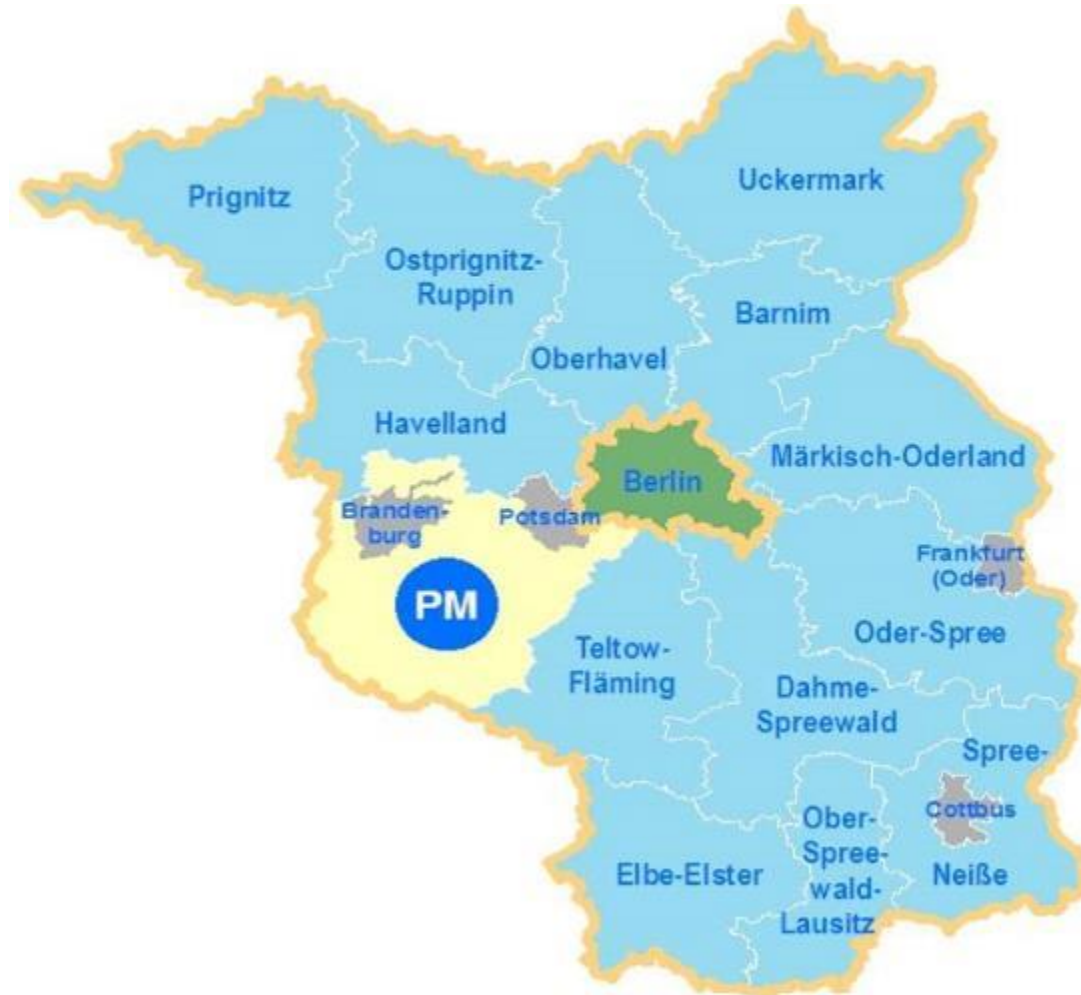 Uckermark
Prignitz
Ostprignitz-
Ruppin
Barnim
Oberhavel
Havelland
Märkisch-Oderland
Berlin
Branden-
burg
Potsdam
Frankfurt
(Oder)
PM
Oder-Spree
Teltow-
Fläming
Dahme-
Spreewald
Spree-
Neiße
Cottbus
Ober-
Spree-
wald-
Lausitz
Elbe-Elster